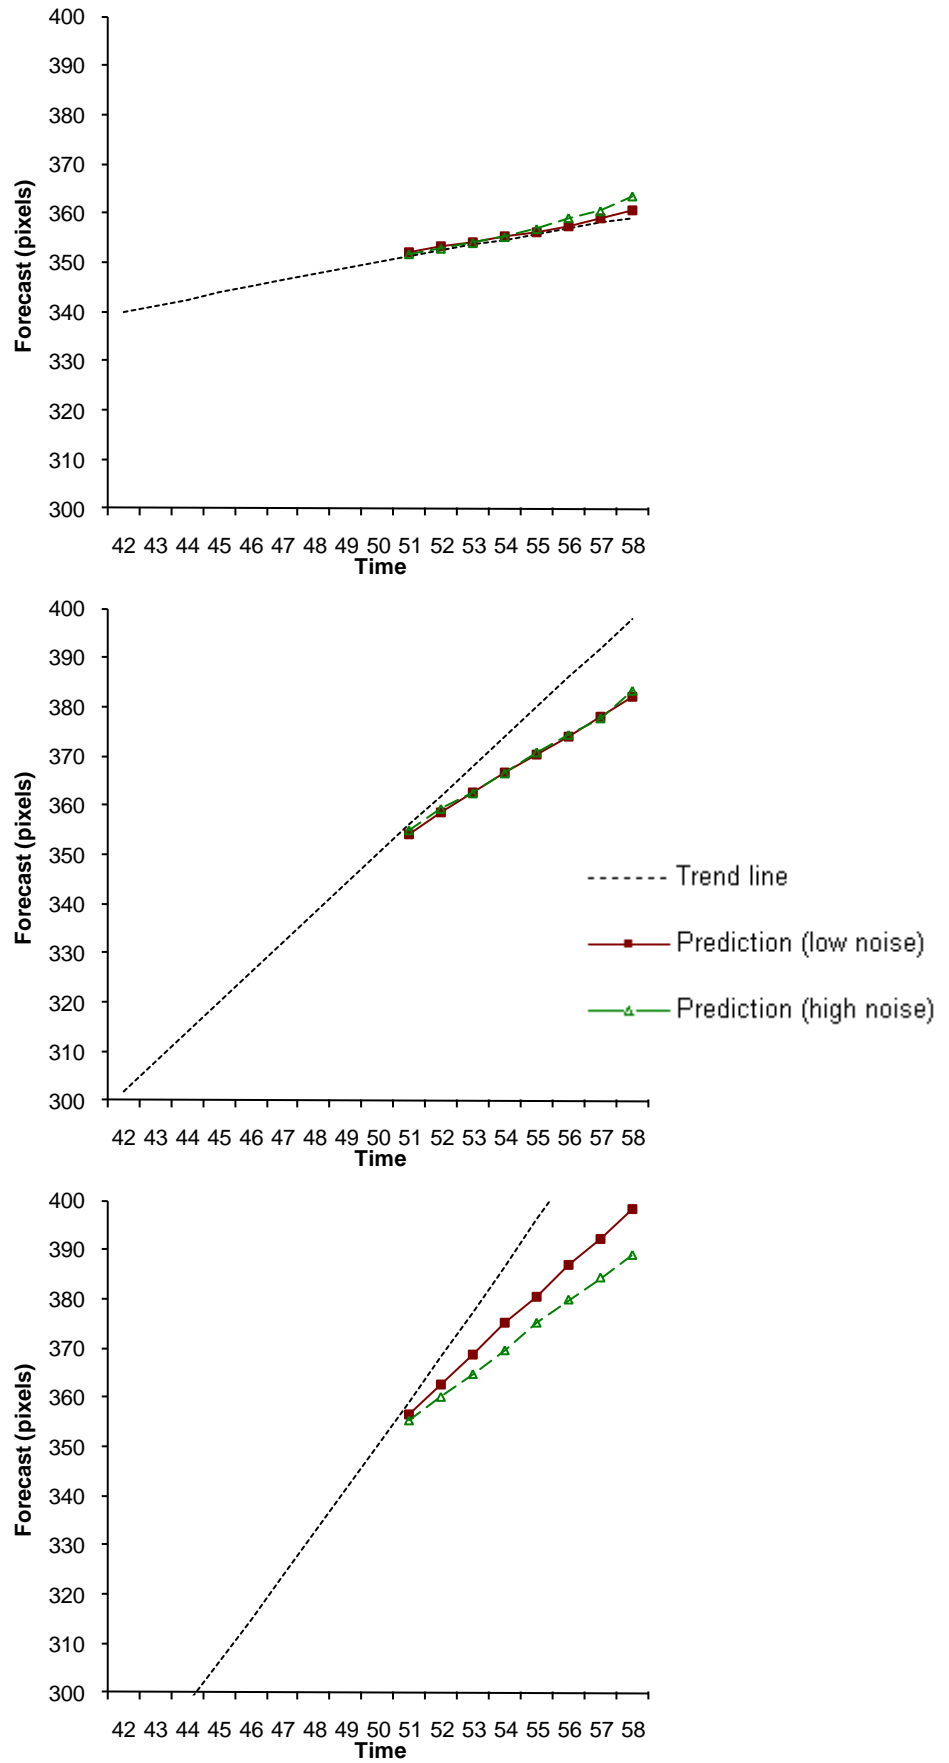 400
390
380
370
360
350
340
330
320
310
300
Forecast (pixels)
42 43 44 45 46 47 48 49 50 51 52 53 54 55 56 57 58
Time
400
390
380
370
360
350
340
330
320
310
300
Forecast (pixels)
42 43 44 45 46 47 48 49 50 51 52 53 54 55 56 57 58
Time
Trend line
Prediction (low noise)
Prediction (high noise)
400
390
380
370
360
350
340
330
320
310
300
Forecast (pixels)
42 43 44 45 46 47 48 49 50 51 52 53 54 55 56 57 58
Time